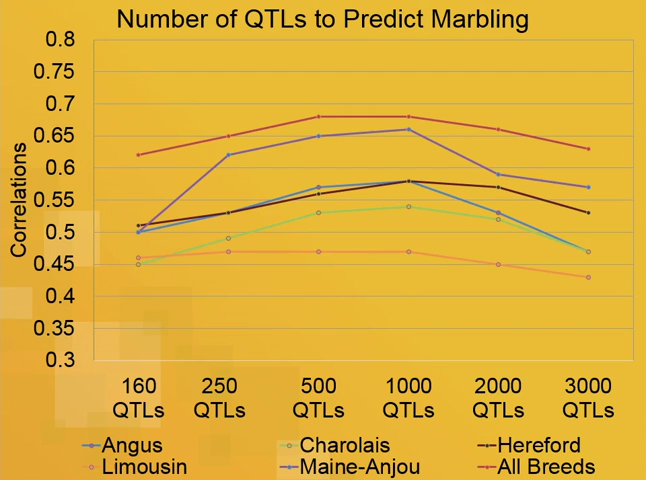 Number of QTLs to Predict Marbling
Correlations
0.8
0.75
0.7
0.65
0.6
0.55
0.5
0.45
0.4
0.35
0.3
160 250 500 1000 2000 3000
QTLs QTLs QTLs QTLs QTLs QTLs
Angus Charolais Hereford
Limousin Maine-Anjou All Breeds